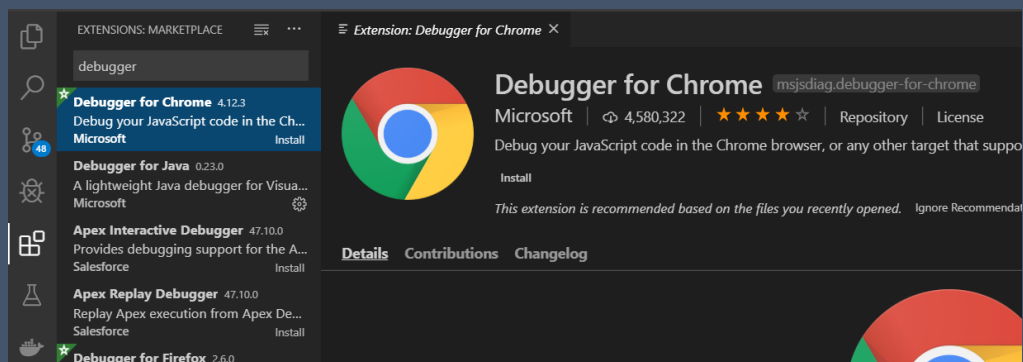 EXTENSIONS: MARKETPLACE
debugger
Debugger for Chrome 4.12.3
Debug your JavaScript code in the Ch...
Microsoft Install
Debugger for Java 0.23.0
A lightweight Java debugger for Visua...
Microsoft
Apex Interactive Debugger 47.10.0
Provides debugging support for the A...
Salesforce Install
Apex Replay Debugger 47.10.0
Replay Apex execution from Apex De...
Salesforce Install
Debugger for Firefox 2.6.0
48
Extension: Debugger for Chrome
Debugger for Chrome msjsdiag.debugger-for-chrome
Microsoft 4,580,322 Repository License
Debug your JavaScript code in the Chrome browser, or any other target that suppo
Install
This extension is recommended based on the files you recently opened. Ignore Recommendat
Details Contributions Changelog